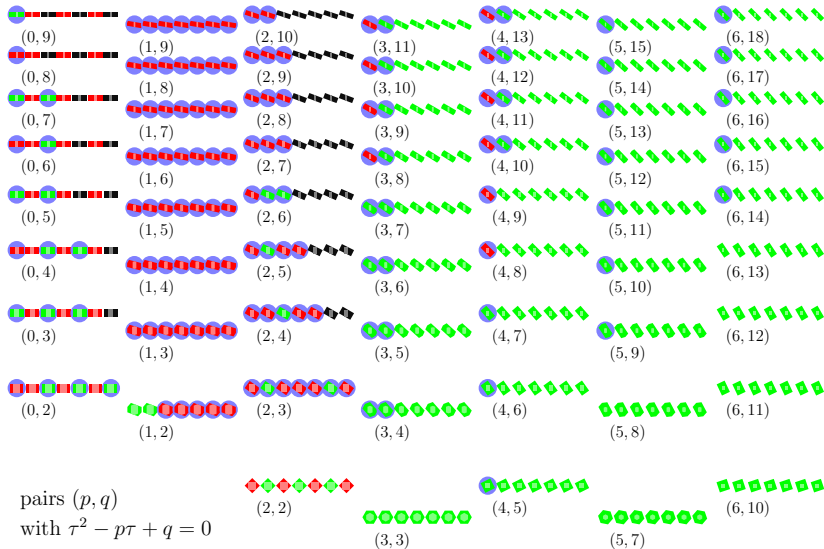 (0, 9) (1, 9) (2, 10) (3, 11) (4, 13) (5, 15) (6, 18)
(0, 8) (1, 8) (2, 9) (3, 10) (4, 12) (5, 14) (6, 17)
(0, 7) (1, 7) (2, 8) (3, 9) (4, 11) (5, 13) (6, 16)
(0, 6) (1, 6) (2, 7) (3, 8) (4, 10) (5, 12) (6, 15)
(0, 5) (1, 5) (2, 6) (3, 7) (4, 9) (5, 11) (6, 14)
(0, 4) (1, 4) (2, 5) (3, 6) (4, 8) (5, 10) (6, 13)
(0, 3) (1, 3) (2, 4) (3, 5) (4, 7) (5, 9) (6, 12)
(0, 2) (1, 2) (2, 3) (3, 4) (4, 6) (5, 8) (6, 11)
(2, 2) (3, 3) (4, 5) (5, 7) (6, 10)
pairs (p, q)
with τ² − pτ + q = 0